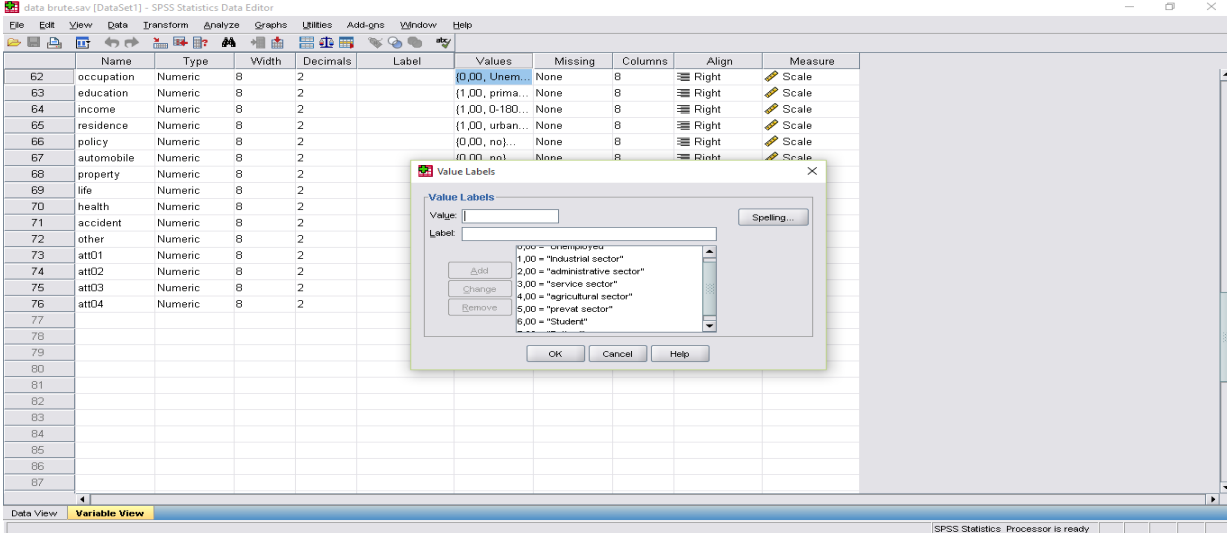 data brute.sav [DataSet1] - SPSS Statistics Data Editor
File Edit View Data Transform Analyze Graphs Utilities Add-ons Window Help
Name Type Width Decimals Label Values Missing Columns Align Measure
62 occupation Numeric 8 2 {0,00, Unem... None 8 Right Scale
63 education Numeric 8 2 {1,00, prima... None 8 Right Scale
64 income Numeric 8 2 {1,00, 0-180... None 8 Right Scale
65 residence Numeric 8 2 {1,00, urban... None 8 Right Scale
66 policy Numeric 8 2 {0,00, no}... None 8 Right Scale
67 automobile Numeric 8 2 {0,00, no}... None 8 Right Scale
68 property Numeric 8 2
69 life Numeric 8 2
70 health Numeric 8 2
71 accident Numeric 8 2
72 other Numeric 8 2
73 att01 Numeric 8 2
74 att02 Numeric 8 2
75 att03 Numeric 8 2
76 att04 Numeric 8 2
77
78
79
80
81
82
83
84
85
86
87
Value Labels
Value Labels
Value:
Spelling...
Label:
0,00 = "Unemployed"
1,00 = "Industrial sector"
Add
2,00 = "administrative sector"
3,00 = "service sector"
Change
4,00 = "agricultural sector"
Remove
5,00 = "prevat sector"
6,00 = "Student"
OK Cancel Help
Data View Variable View
SPSS Statistics Processor is ready